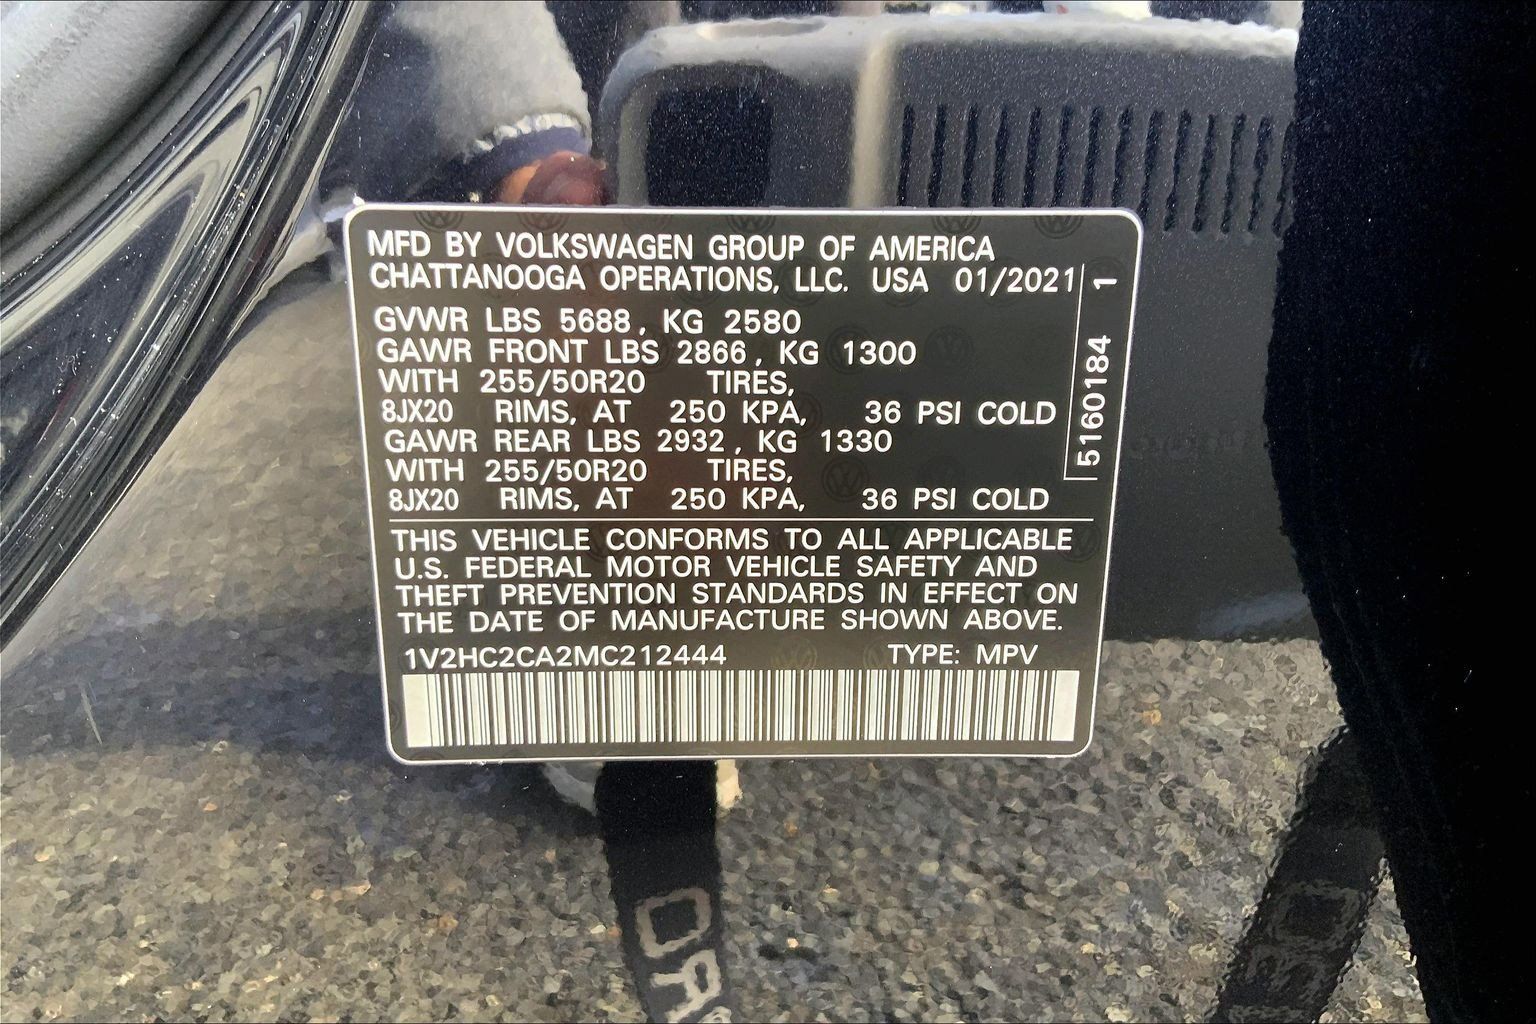 MFD BY VOLKSWAGEN GROUP OF AMERICA
CHATTANOOGA OPERATIONS, LLC. USA 01/2021
GVWR LBS 5688, KG 2580
GAWR FRONT LBS 2866, KG 1300
WITH 255/50R20 TIRES,
8JX20 RIMS, AT 250 KPA, 36 PSI COLD
GAWR REAR LBS 2932, KG 1330
WITH 255/50R20 TIRES,
8JX20 RIMS, AT 250 KPA, 36 PSI COLD
5160184 1
THIS VEHICLE CONFORMS TO ALL APPLICABLE
U.S. FEDERAL MOTOR VEHICLE SAFETY AND
THEFT PREVENTION STANDARDS IN EFFECT ON
THE DATE OF MANUFACTURE SHOWN ABOVE.
1V2HC2CA2MC212444 TYPE: MPV